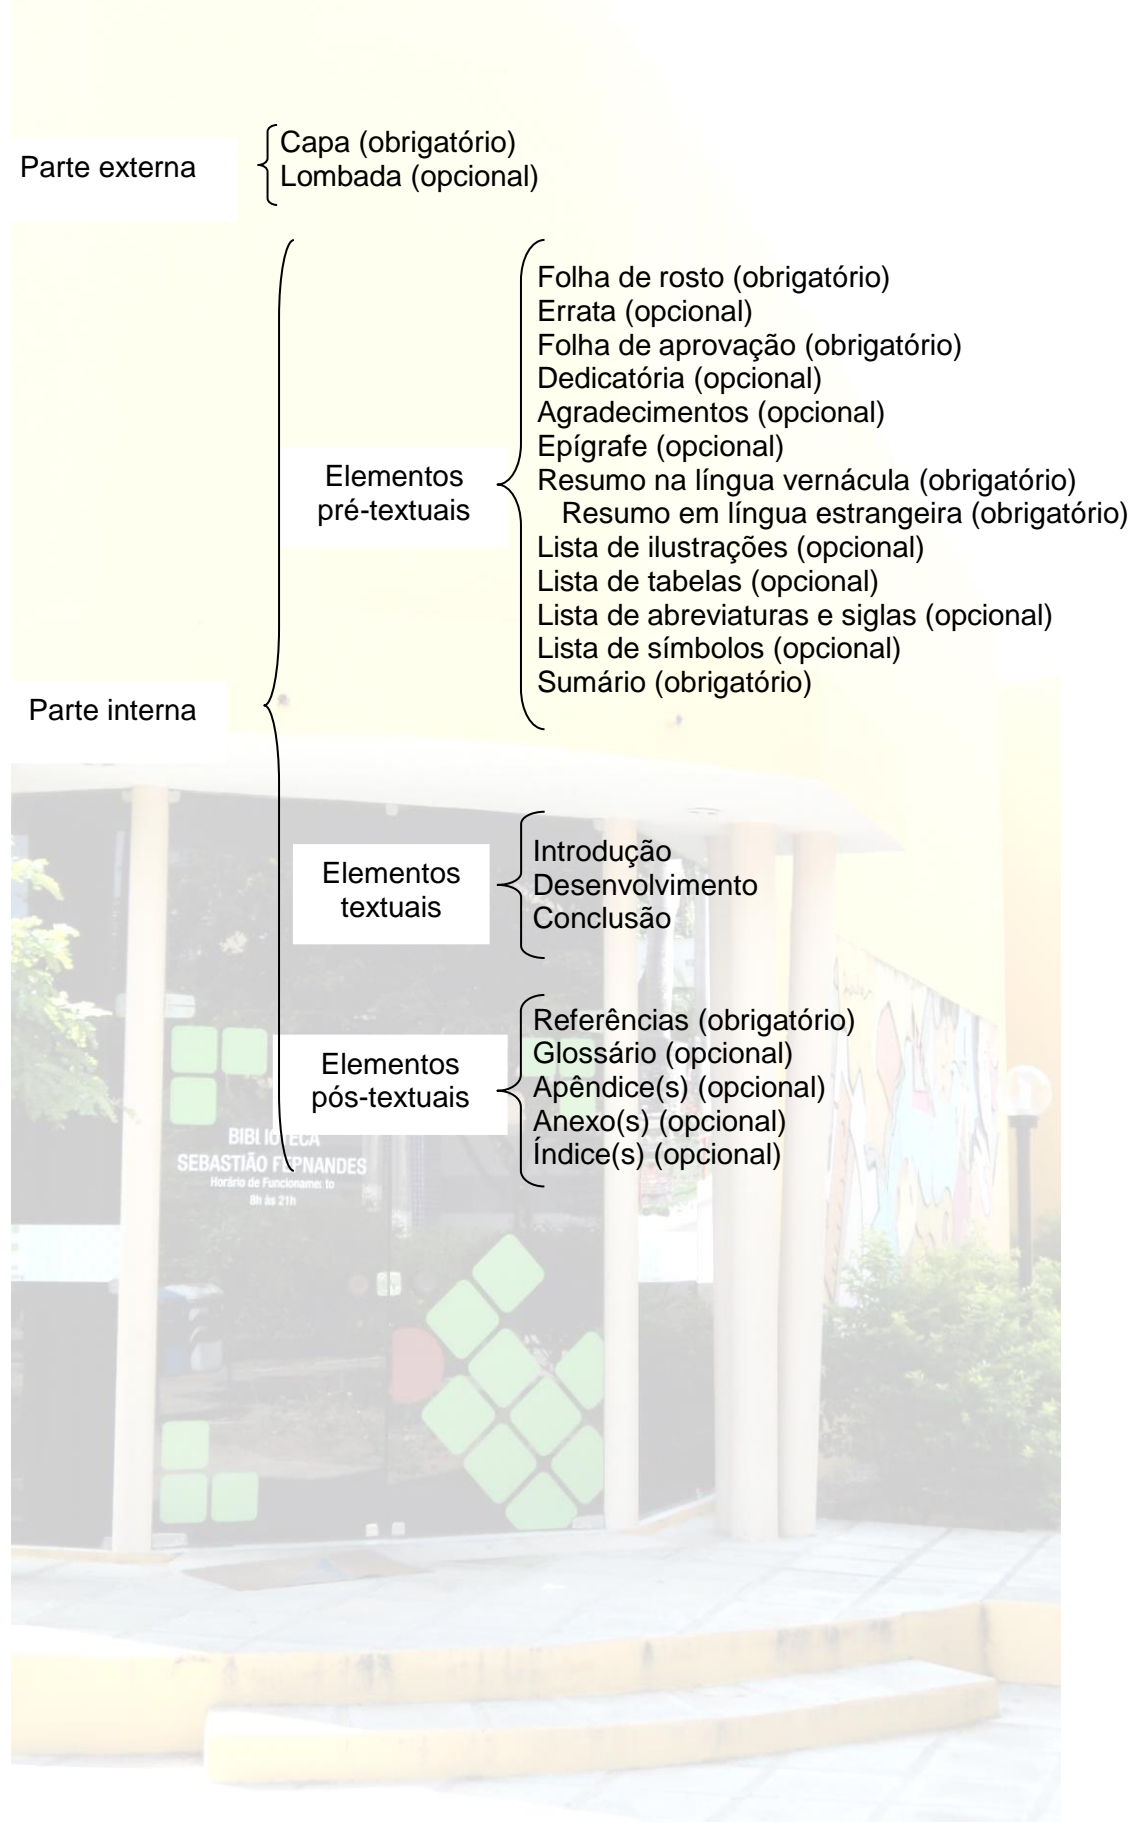 Parte externa
Capa (obrigatório)
Lombada (opcional)
Parte interna
Elementos
pré-textuais
Folha de rosto (obrigatório)
Errata (opcional)
Folha de aprovação (obrigatório)
Dedicatória (opcional)
Agradecimentos (opcional)
Epígrafe (opcional)
Resumo na língua vernácula (obrigatório)
Resumo em língua estrangeira (obrigatório)
Lista de ilustrações (opcional)
Lista de tabelas (opcional)
Lista de abreviaturas e siglas (opcional)
Lista de símbolos (opcional)
Sumário (obrigatório)
Elementos
textuais
Introdução
Desenvolvimento
Conclusão
Elementos
pós-textuais
Referências (obrigatório)
Glossário (opcional)
Apêndice(s) (opcional)
Anexo(s) (opcional)
Índice(s) (opcional)
BIBLIOTECA
SEBASTIÃO FERNANDES
Horário de Funcionamento
8h às 21h